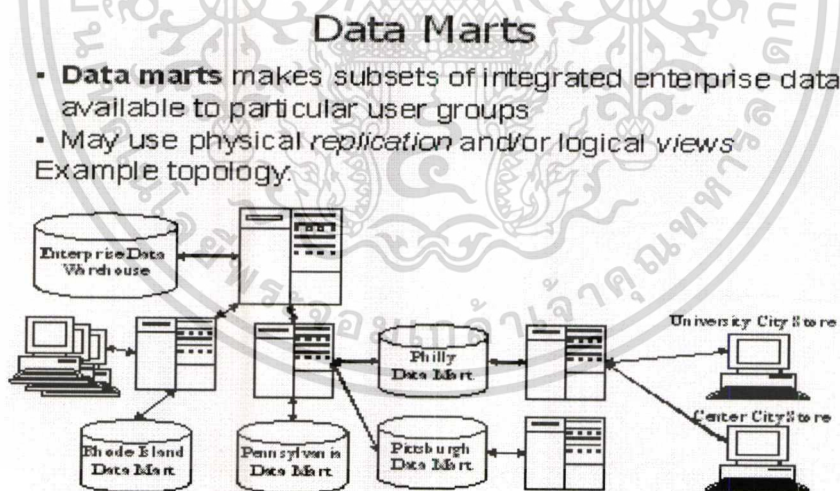 Data Marts
▪ Data marts makes subsets of integrated enterprise data
available to particular user groups
▪ May use physical replication and/or logical views
Example topology:
Enterprise Data
Warehouse
University City Store
Philly
Data Mart
Center City Store
Rhode Island
Data Mart
Pennsylvania
Data Mart
Pittsburgh
Data Mart